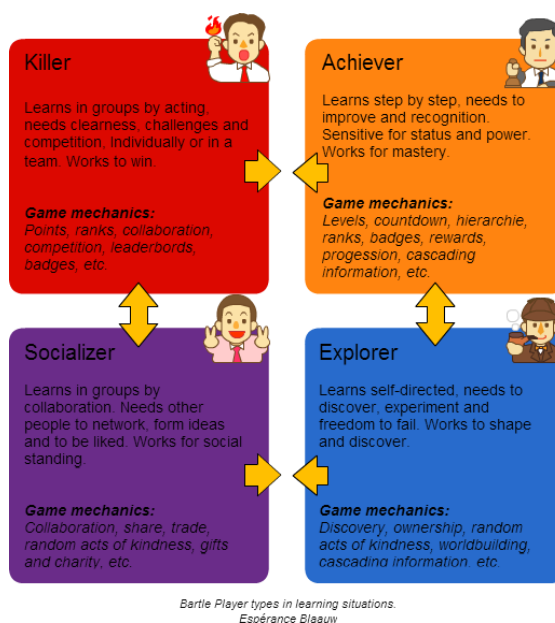 Killer
Learns in groups by acting,
needs clearness, challenges and
competition, Individually or in a
team. Works to win.
Game mechanics:
Points, ranks, collaboration,
competition, leaderbords,
badges, etc.
Achiever
Learns step by step, needs to
improve and recognition.
Sensitive for status and power.
Works for mastery.
Game mechanics:
Levels, countdown, hierarchie,
ranks, badges, rewards,
progession, cascading
information, etc.
Socializer
Learns in groups by
collaboration. Needs other
people to network, form ideas
and to be liked. Works for social
standing.
Game mechanics:
Collaboration, share, trade,
random acts of kindness, gifts
and charity, etc.
Explorer
Learns self-directed, needs to
discover, experiment and
freedom to fail. Works to shape
and discover.
Game mechanics:
Discovery, ownership, random
acts of kindness, worldbuilding,
cascading information, etc.
Bartle Player types in learning situations.
Espérance Blaauw